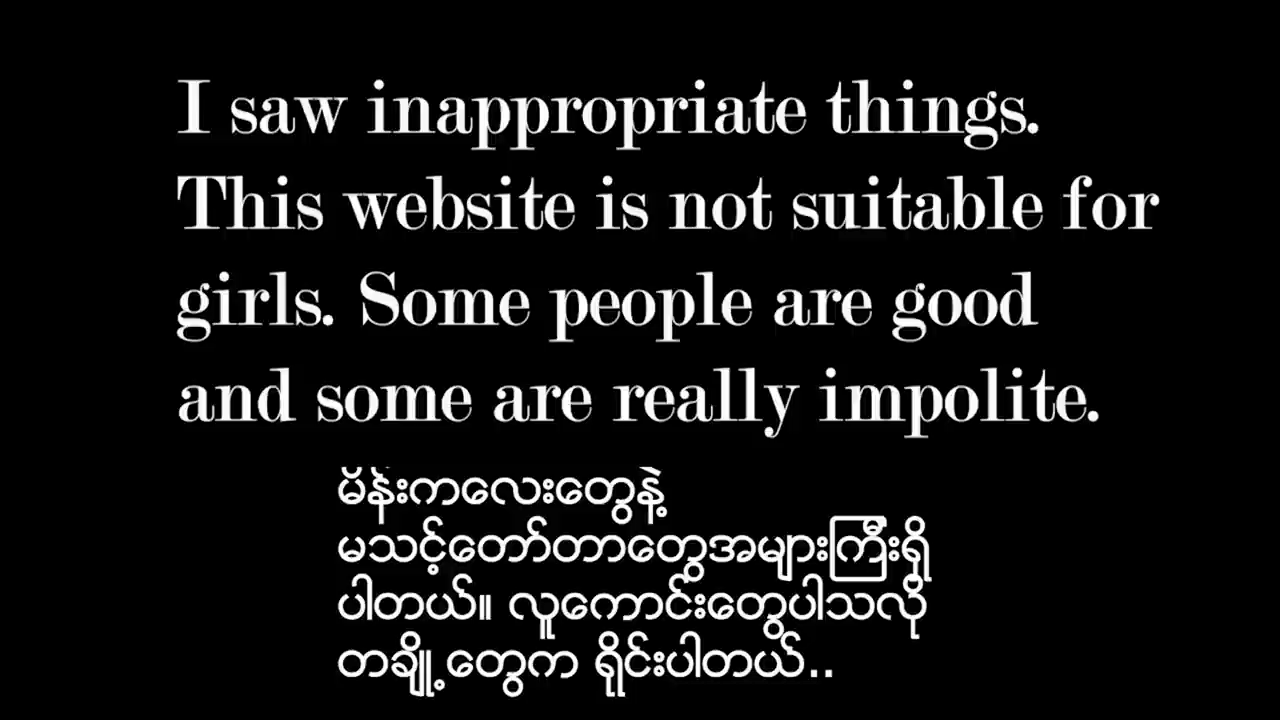 I saw inappropriate things.
This website is not suitable for
girls. Some people are good
and some are really impolite.
မိန်းကလေးတွေနဲ့
မသင့်တော်တာတွေအများကြီးရှိ
ပါတယ်။ လူကောင်းတွေပါသလို
တချို့တွေက ရိုင်းပါတယ်..